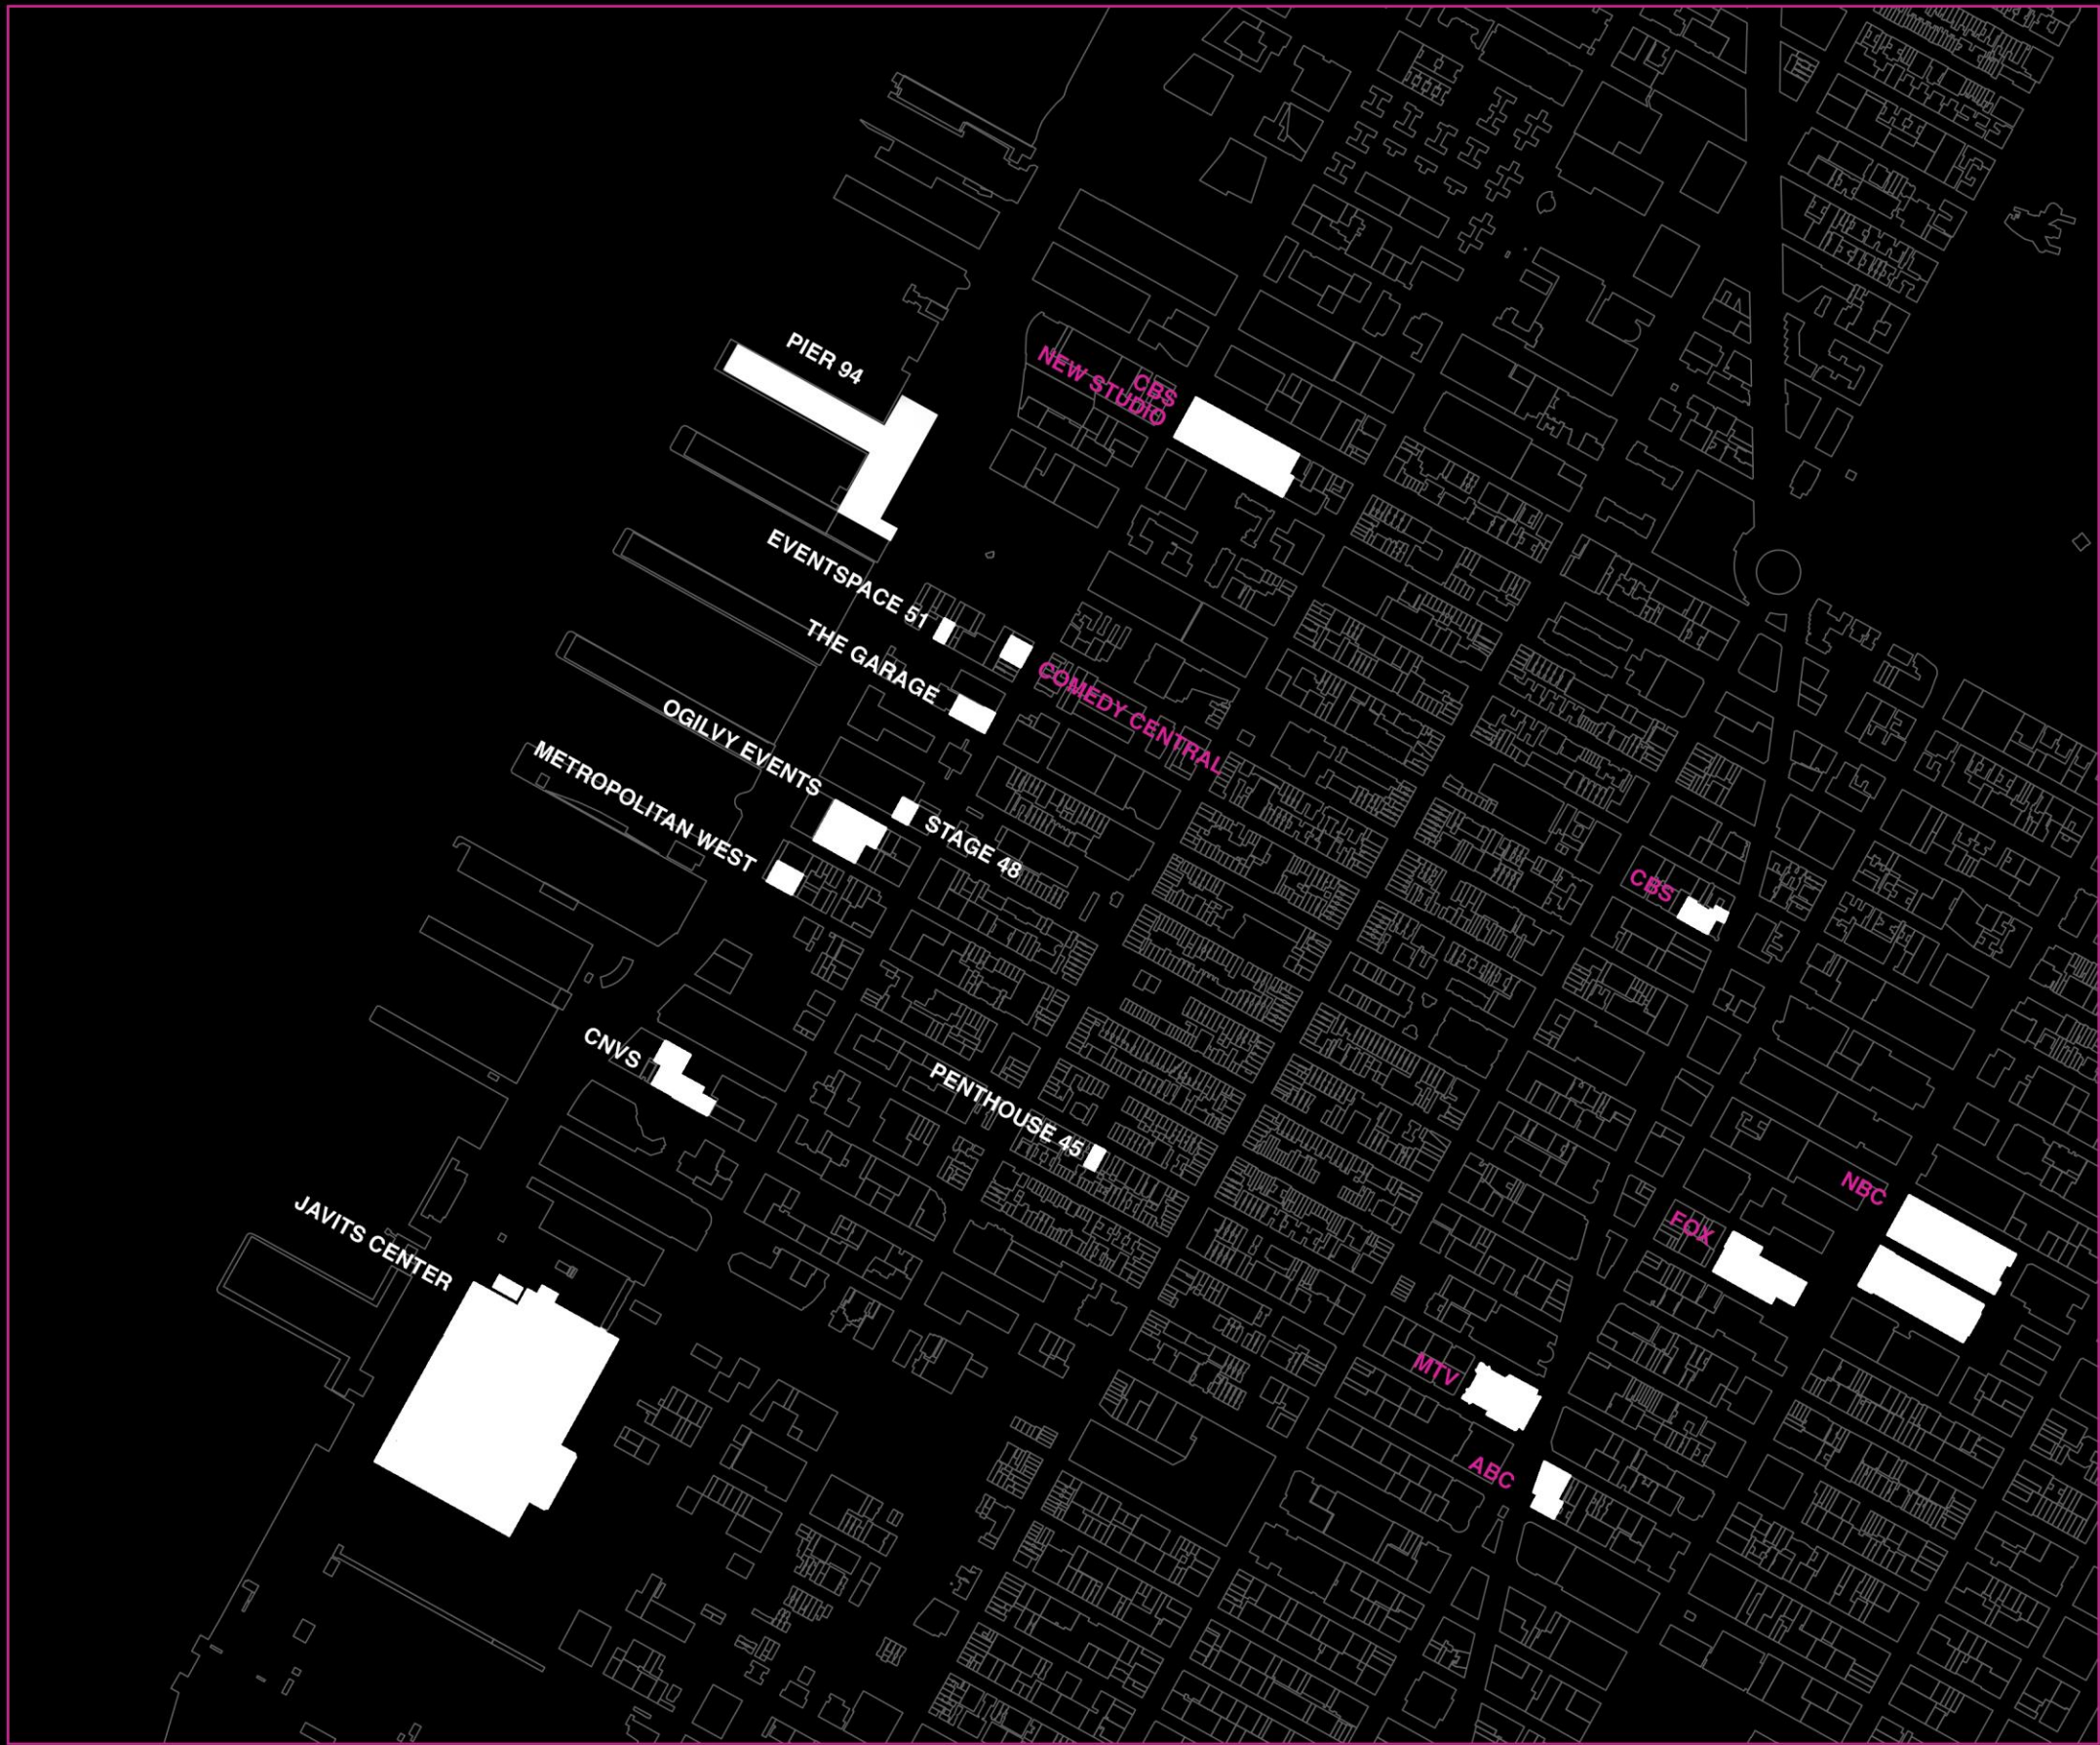 PIER 94
CBS
NEW STUDIO
EVENTSPACE 51
THE GARAGE
COMEDY CENTRAL
OGILVY EVENTS
METROPOLITAN WEST
STAGE 48
CBS
CNVS
PENTHOUSE 45
NBC
FOX
JAVITS CENTER
MTV
ABC